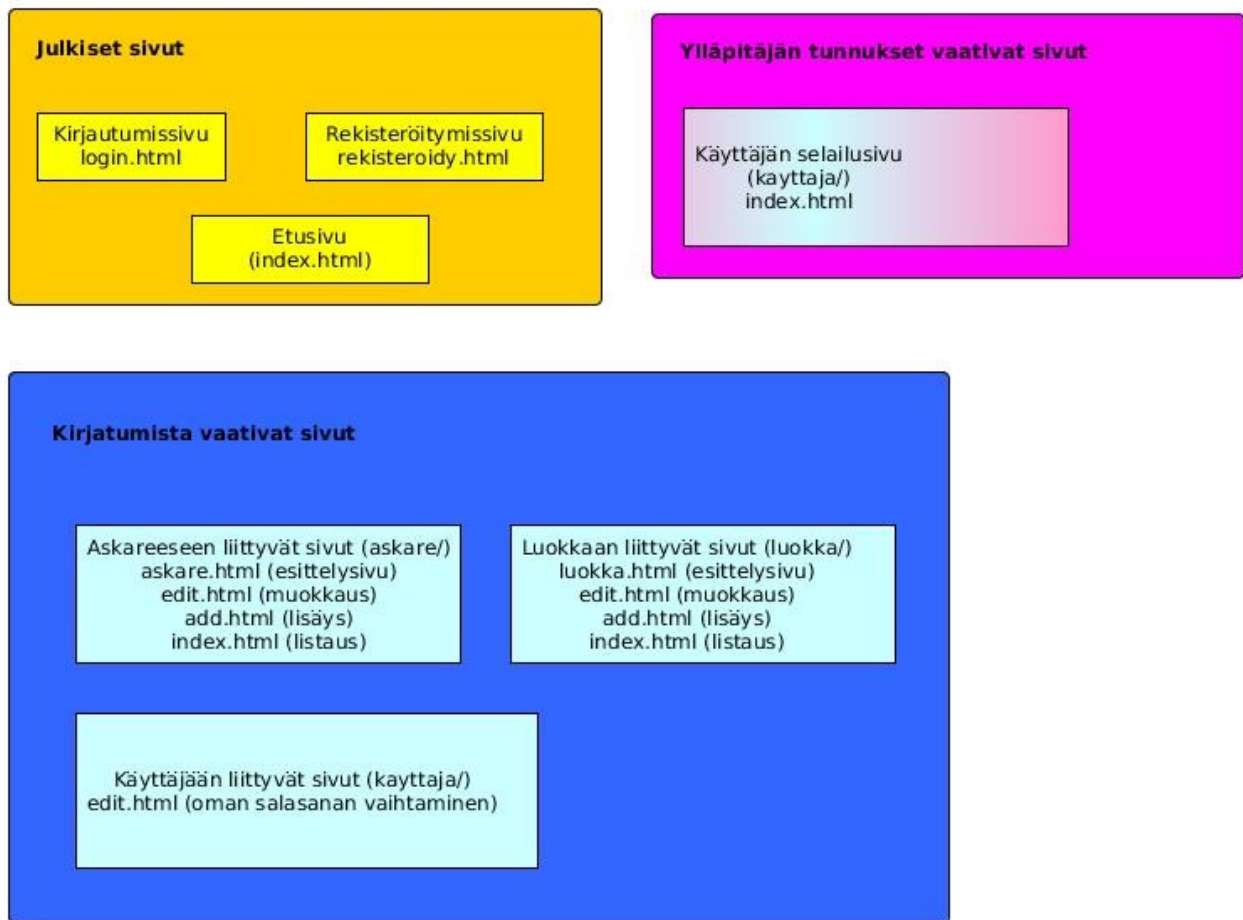 Julkiset sivut
Kirjautumissivu
login.html
Rekisteröitymissivu
rekisteroidy.html
Etusivu
(index.html)
Ylläpitäjän tunnukset vaativat sivut
Käyttäjän selailusivu
(kayttaja/)
index.html
Kirjatumista vaativat sivut
Askareeseen liittyvät sivut (askare/)
askare.html (esittelysivu)
edit.html (muokkaus)
add.html (lisäys)
index.html (listaus)
Luokkaan liittyvät sivut (luokka/)
luokka.html (esittelysivu)
edit.html (muokkaus)
add.html (lisäys)
index.html (listaus)
Käyttäjään liittyvät sivut (kayttaja/)
edit.html (oman salasanan vaihtaminen)